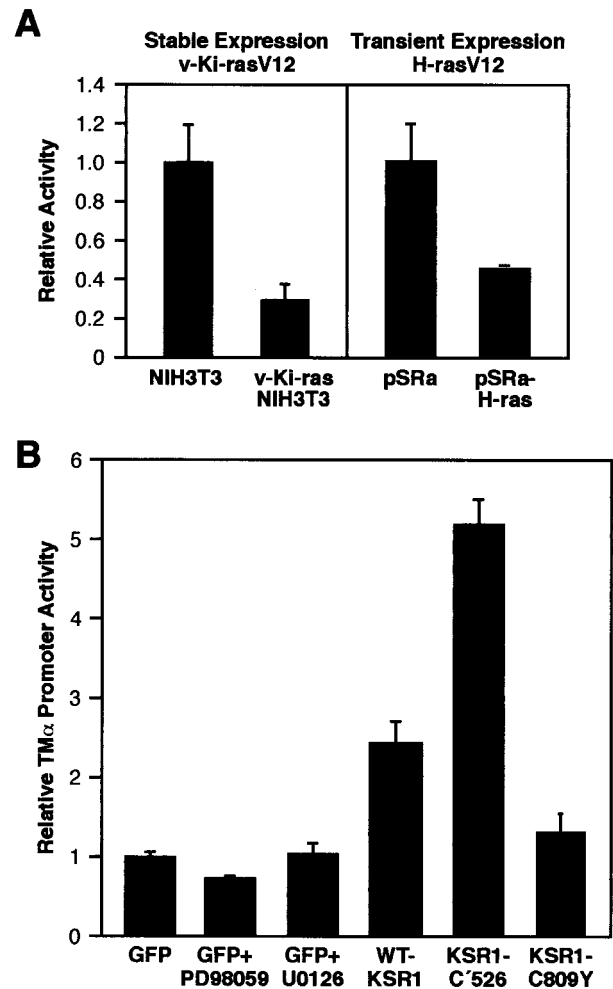 A
Stable Expression
v-Ki-rasV12
Transient Expression
H-rasV12
Relative Activity
1.4
1.2
1.0
0.8
0.6
0.4
0.2
0
NIH3T3
v-Ki-ras
NIH3T3
pSRa
pSRa-
H-ras
B
Relative TMα Promoter Activity
6
5
4
3
2
1
0
GFP
GFP+
PD98059
GFP+
U0126
WT-
KSR1
KSR1-
C´526
KSR1-
C809Y